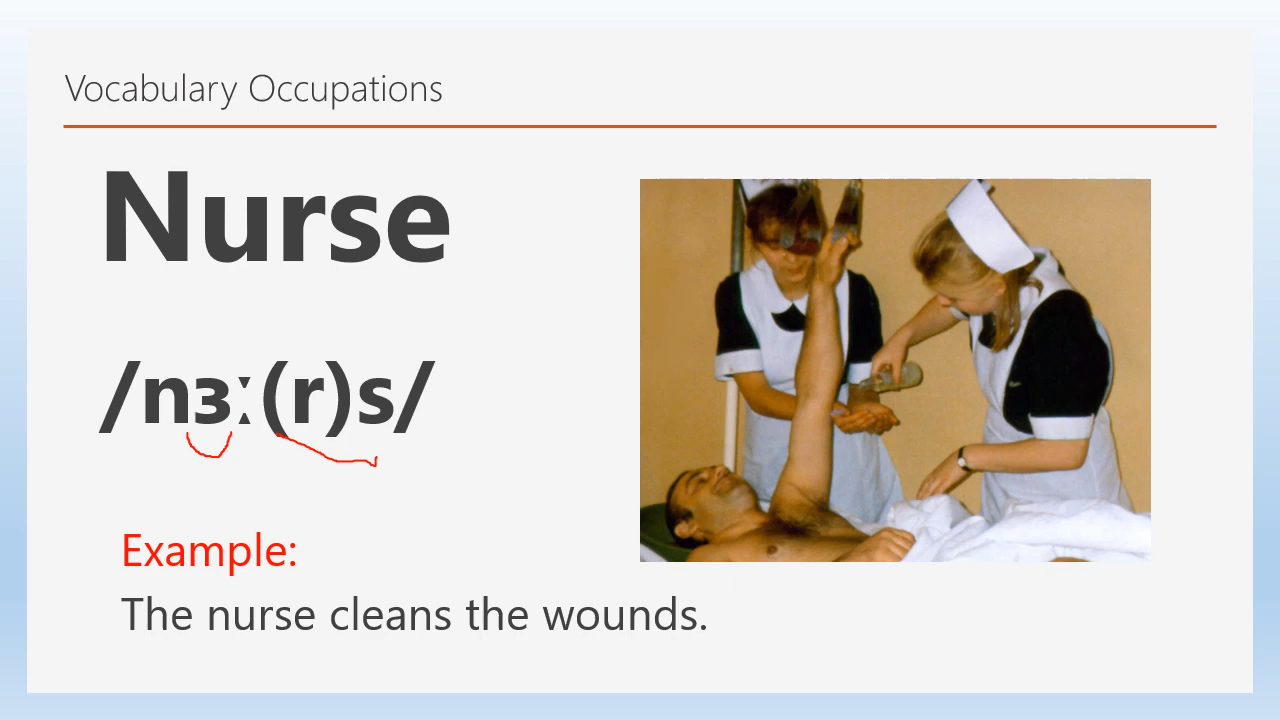 Vocabulary Occupations
Nurse
/nɜː(r)s/
Example:
The nurse cleans the wounds.